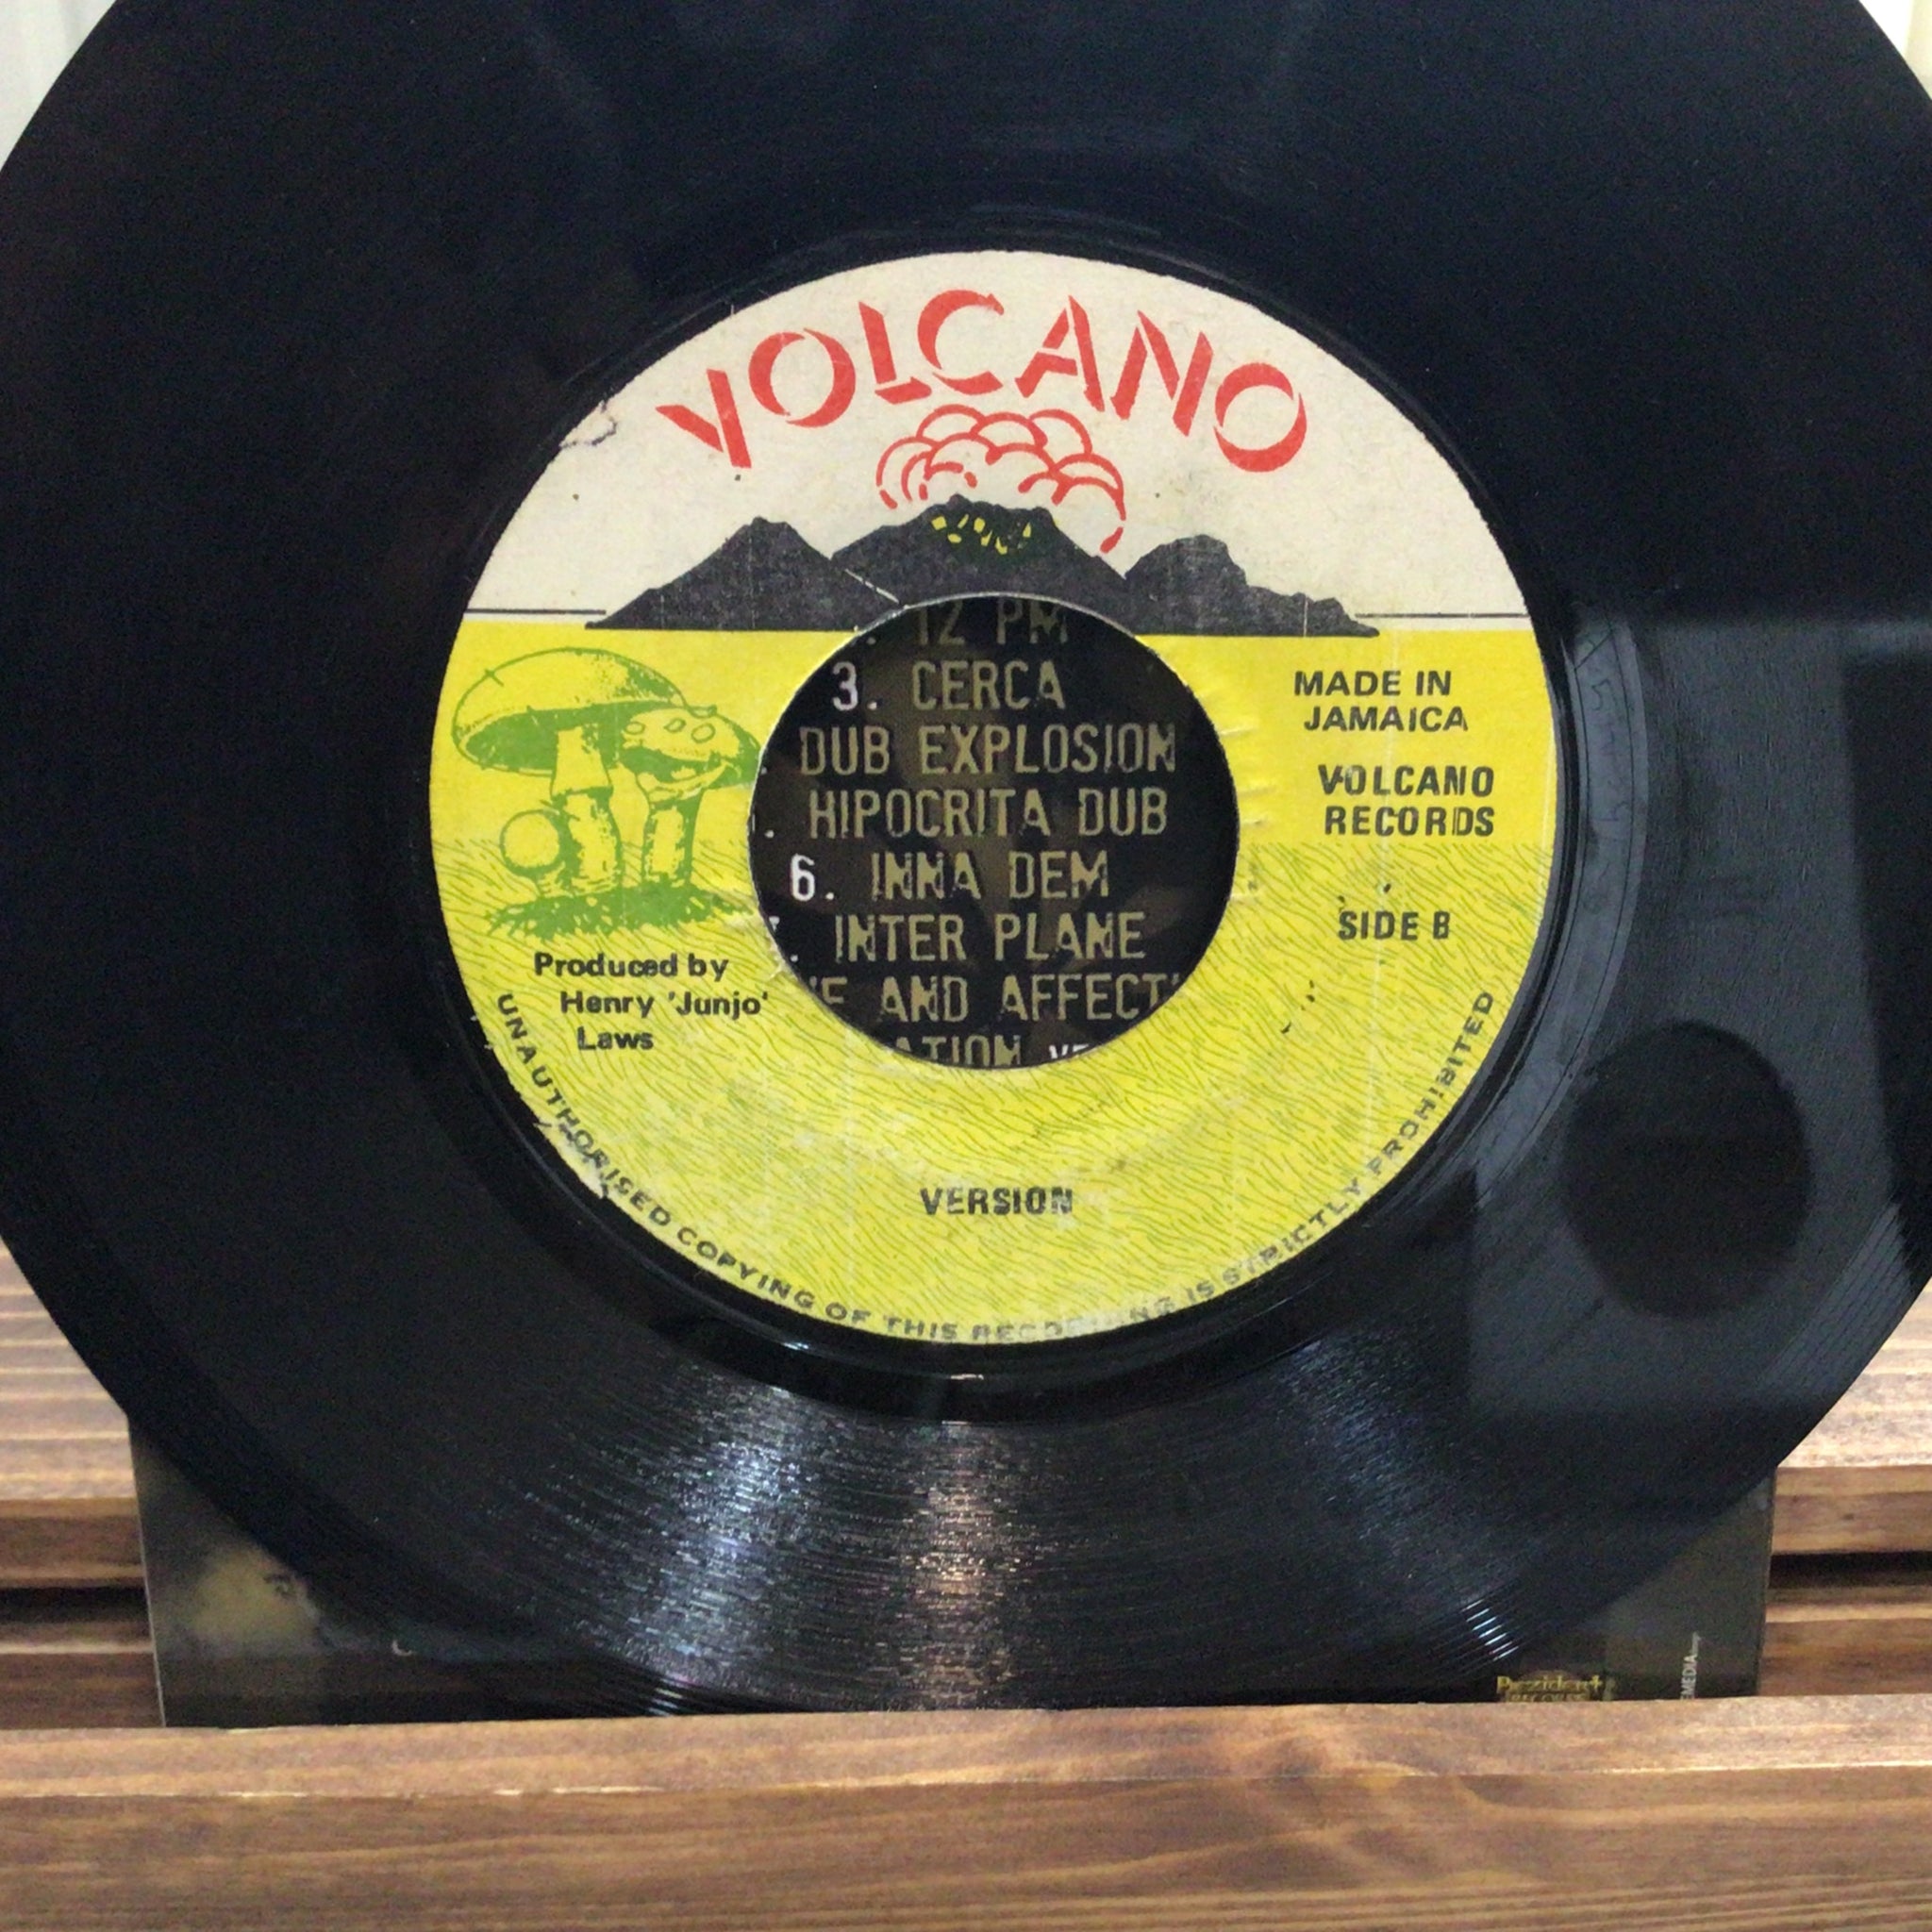 VOLCANO
12 PM
3. CERCA
DUB EXPLOSION
HIPOCRITA DUB
6. INNA DEM
INTER PLANE
AND
MADE IN
JAMAICA
VOLCANO
RECORDS
SIDE B
Produced by
Henry 'Junjo'
Laws
VERSION
UNAUTHORISED COPYING OF THIS RECORDING IS STRICTLY PROHIBITED